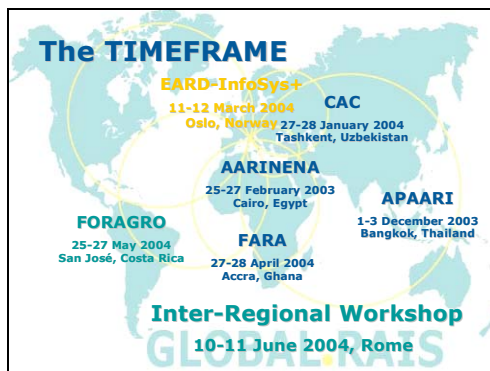 The TIMEFRAME
EARD-InfoSys+
11-12 March 2004
Oslo, Norway
CAC
27-28 January 2004
Tashkent, Uzbekistan
AARINENA
25-27 February 2003
Cairo, Egypt
APAARI
1-3 December 2003
Bangkok, Thailand
FORAGRO
25-27 May 2004
San José, Costa Rica
FARA
27-28 April 2004
Accra, Ghana
Inter-Regional Workshop
10-11 June 2004, Rome
GLOBAL.RAIS